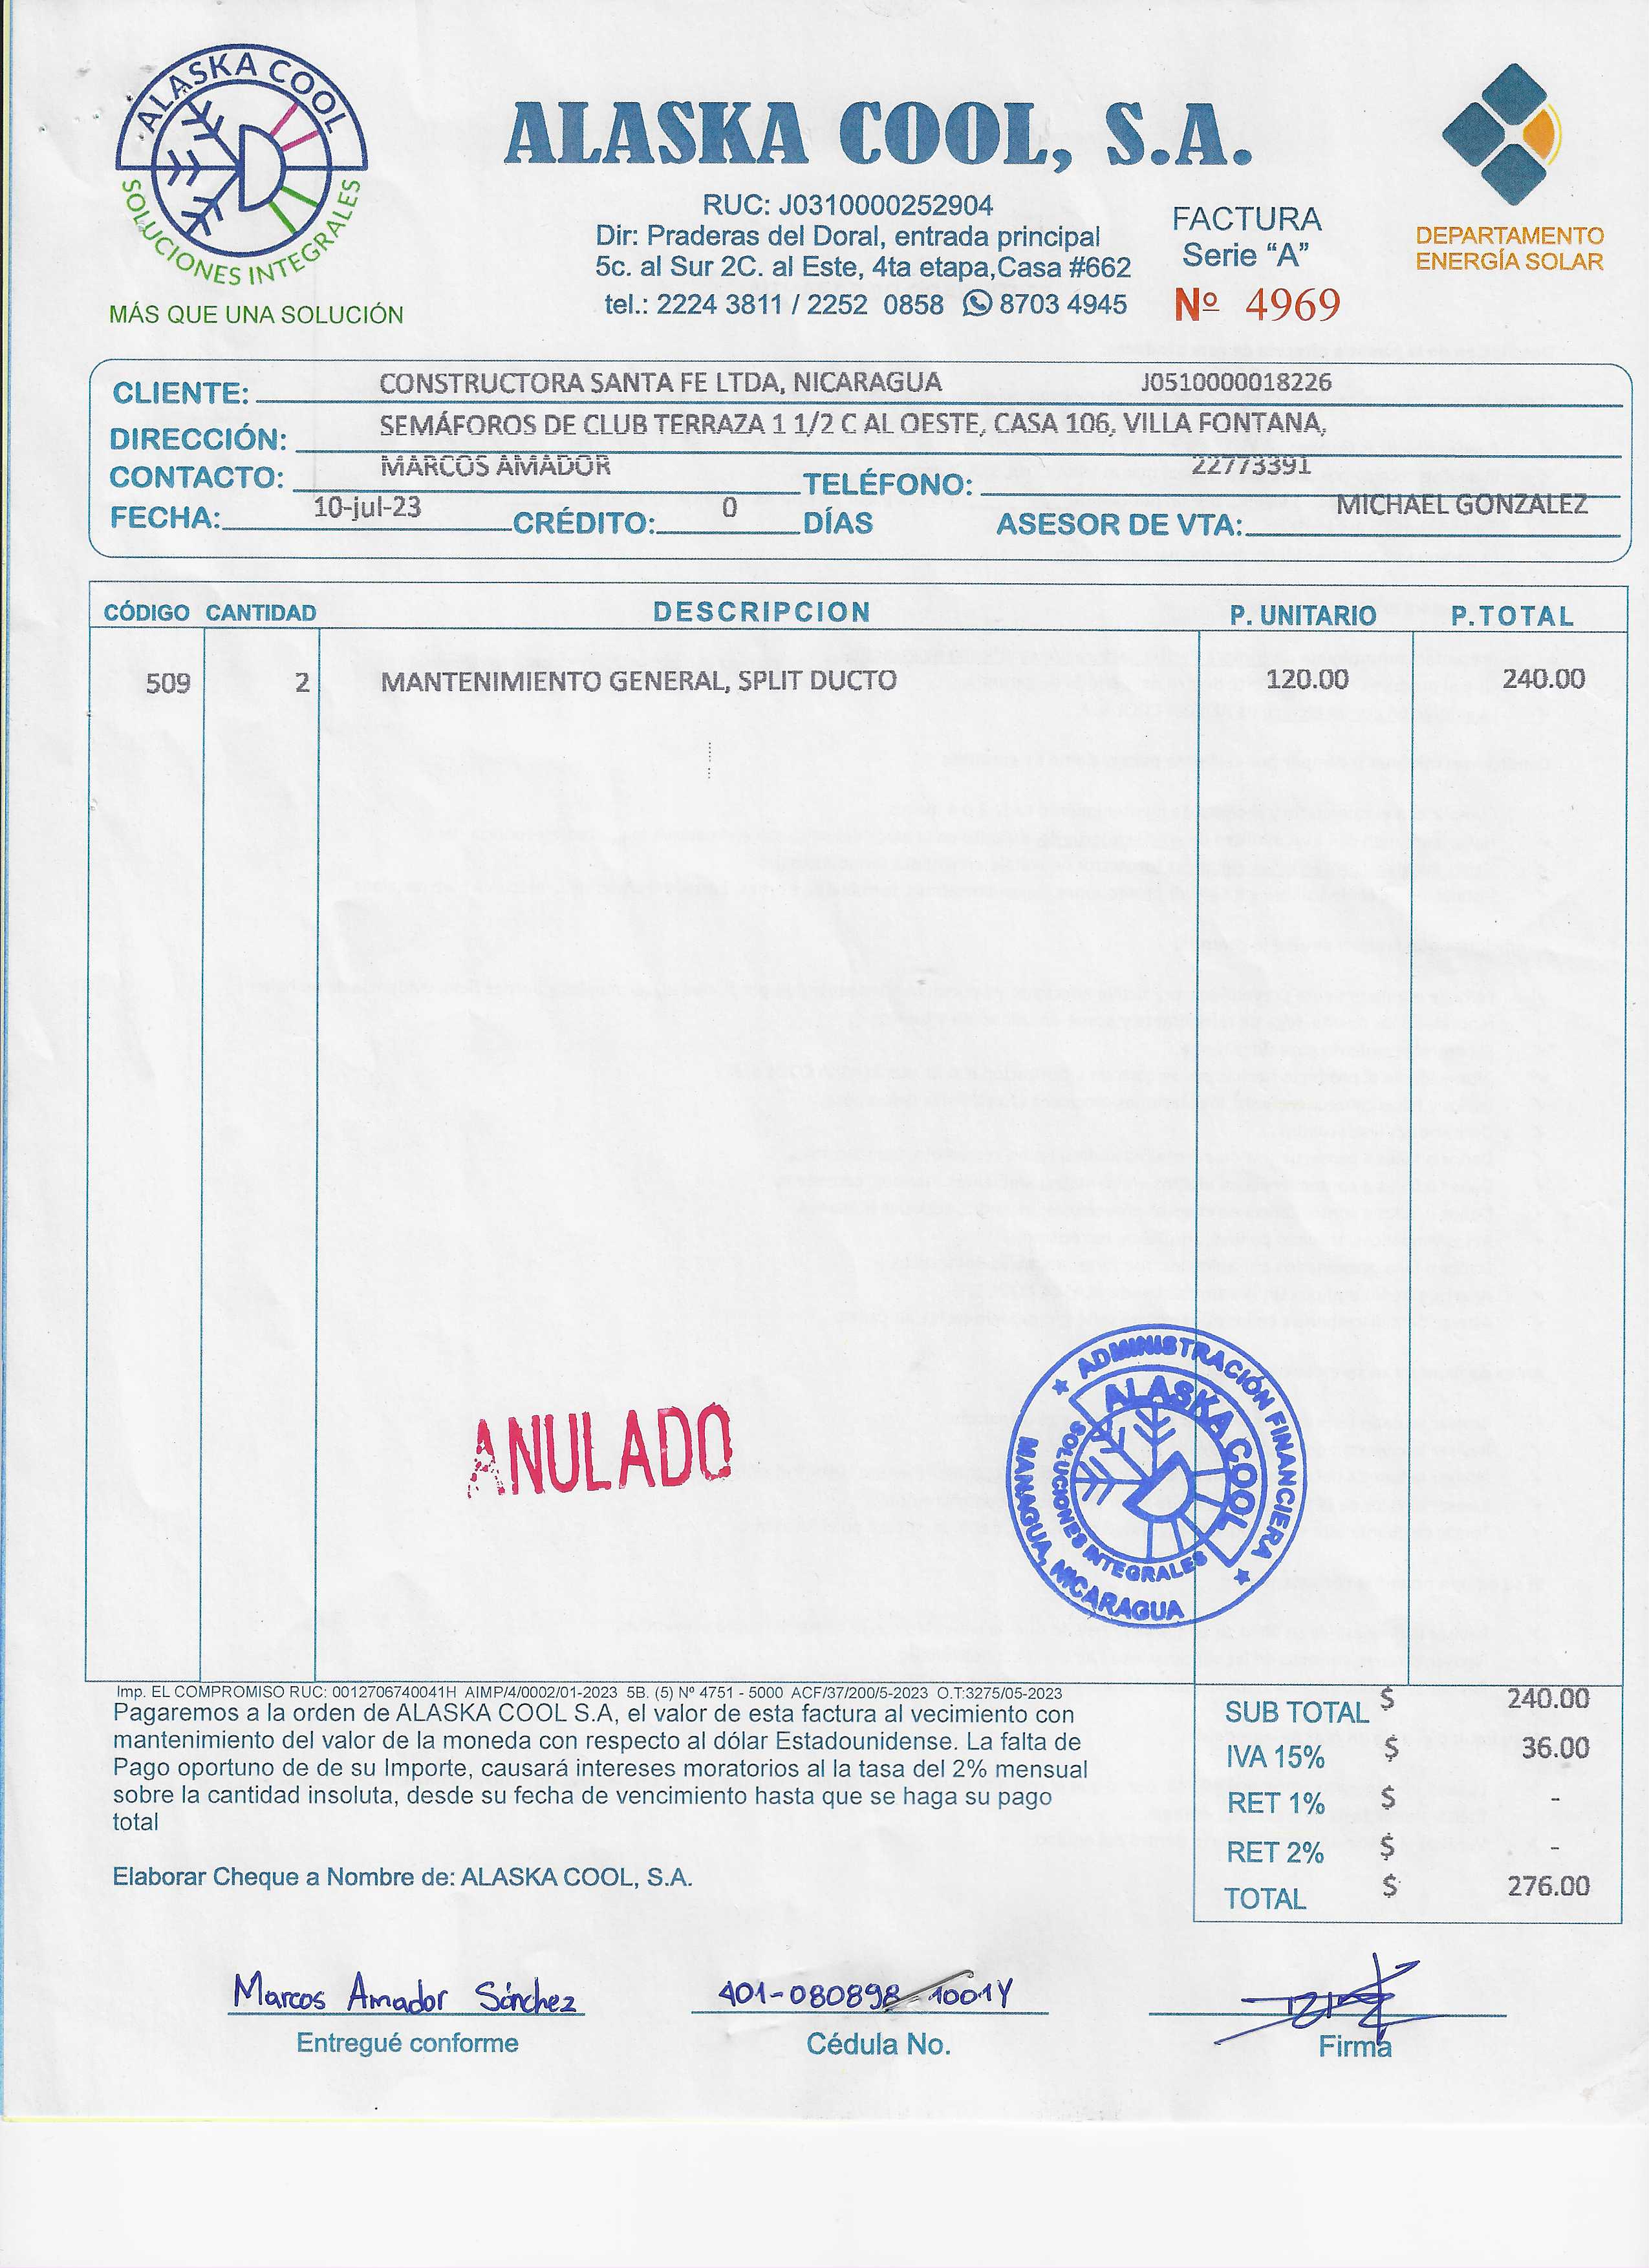 ALASKA COOL
SOLUCIONES INTEGRALES
MÁS QUE UNA SOLUCIÓN
ALASKA COOL, S.A.
RUC: J0310000252904
Dir: Praderas del Doral, entrada principal
5c. al Sur 2C. al Este, 4ta etapa,Casa #662
tel.: 2224 3811 / 2252 0858 8703 4945
FACTURA
Serie “A”
Nº 4969
DEPARTAMENTO
ENERGÍA SOLAR
CLIENTE: CONSTRUCTORA SANTA FE LTDA, NICARAGUA J0510000018226
DIRECCIÓN: SEMÁFOROS DE CLUB TERRAZA 1 1/2 C AL OESTE, CASA 106, VILLA FONTANA,
CONTACTO: MARCOS AMADOR TELÉFONO: 22773391
FECHA: 10-jul-23 CRÉDITO: 0 DÍAS ASESOR DE VTA: MICHAEL GONZALEZ
CÓDIGO CANTIDAD DESCRIPCION P. UNITARIO P.TOTAL
509 2 MANTENIMIENTO GENERAL, SPLIT DUCTO 120.00 240.00
ANULADO
ADMINISTRACIÓN FINANCIERA
ALASKA COOL
SOLUCIONES INTEGRALES
MANAGUA, NICARAGUA
Imp. EL COMPROMISO RUC: 0012706740041H AIMP/4/0002/01-2023 5B. (5) Nº 4751 - 5000 ACF/37/200/5-2023 O.T:3275/05-2023
Pagaremos a la orden de ALASKA COOL S.A, el valor de esta factura al vecimiento con
mantenimiento del valor de la moneda con respecto al dólar Estadounidense. La falta de
Pago oportuno de de su Importe, causará intereses moratorios al la tasa del 2% mensual
sobre la cantidad insoluta, desde su fecha de vencimiento hasta que se haga su pago
total
Elaborar Cheque a Nombre de: ALASKA COOL, S.A.
SUB TOTAL $ 240.00
IVA 15% $ 36.00
RET 1% $ -
RET 2% $ -
TOTAL $ 276.00
Marcos Amador Sánchez 401-080898-1001Y
Entregué conforme Cédula No. Firma